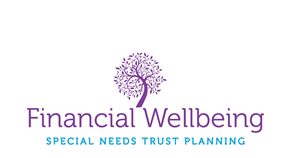 Financial Wellbeing
SPECIAL NEEDS TRUST PLANNING